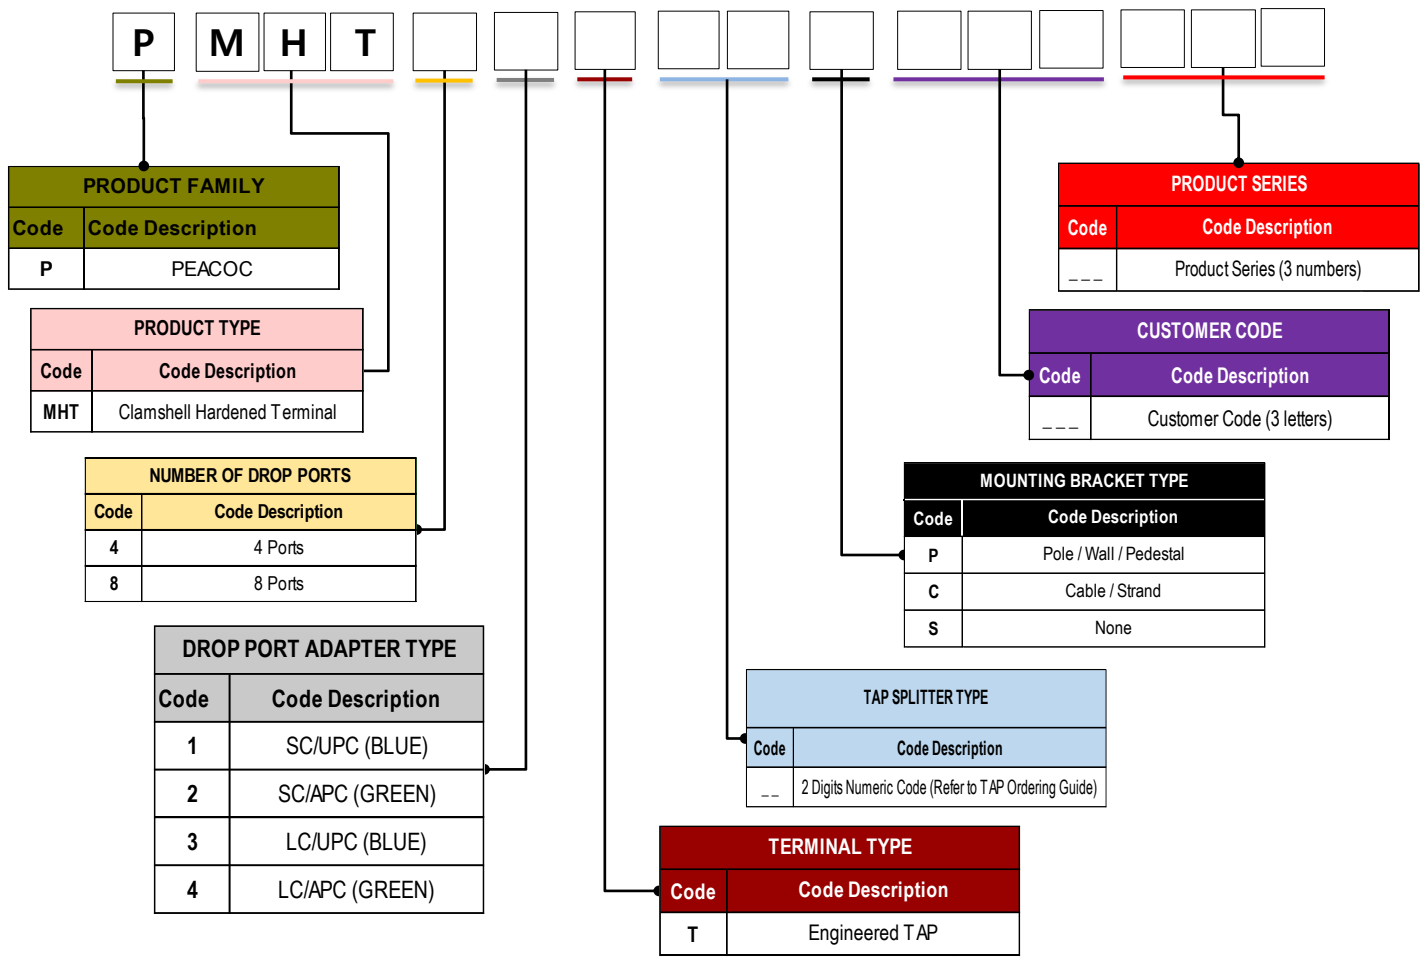 P M H T
PRODUCT FAMILY
Code Code Description
P PEACOC
PRODUCT TYPE
Code Code Description
MHT Clamshell Hardened Terminal
NUMBER OF DROP PORTS
Code Code Description
4 4 Ports
8 8 Ports
DROP PORT ADAPTER TYPE
Code Code Description
1 SC/UPC (BLUE)
2 SC/APC (GREEN)
3 LC/UPC (BLUE)
4 LC/APC (GREEN)
TERMINAL TYPE
Code Code Description
T Engineered TAP
TAP SPLITTER TYPE
Code Code Description
_ _ 2 Digits Numeric Code (Refer to TAP Ordering Guide)
MOUNTING BRACKET TYPE
Code Code Description
P Pole / Wall / Pedestal
C Cable / Strand
S None
CUSTOMER CODE
Code Code Description
_ _ _ Customer Code (3 letters)
PRODUCT SERIES
Code Code Description
_ _ _ Product Series (3 numbers)